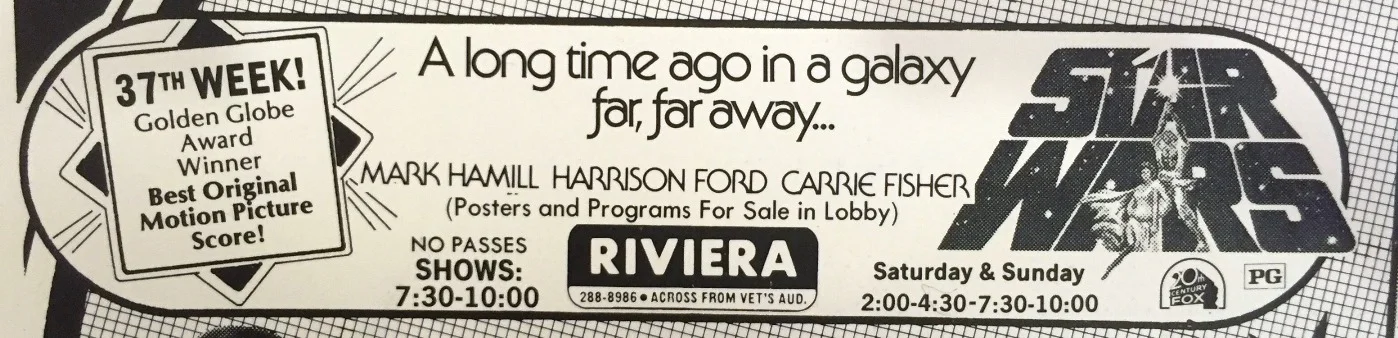 37TH WEEK!
Golden Globe
Award
Winner
Best Original
Motion Picture
Score!
A long time ago in a galaxy
far, far away...
MARK HAMILL HARRISON FORD CARRIE FISHER
(Posters and Programs For Sale in Lobby)
NO PASSES
SHOWS:
7:30-10:00
RIVIERA
288-8986 • ACROSS FROM VET'S AUD.
STAR
WARS
Saturday & Sunday
2:00-4:30-7:30-10:00
20th
CENTURY
FOX
PG